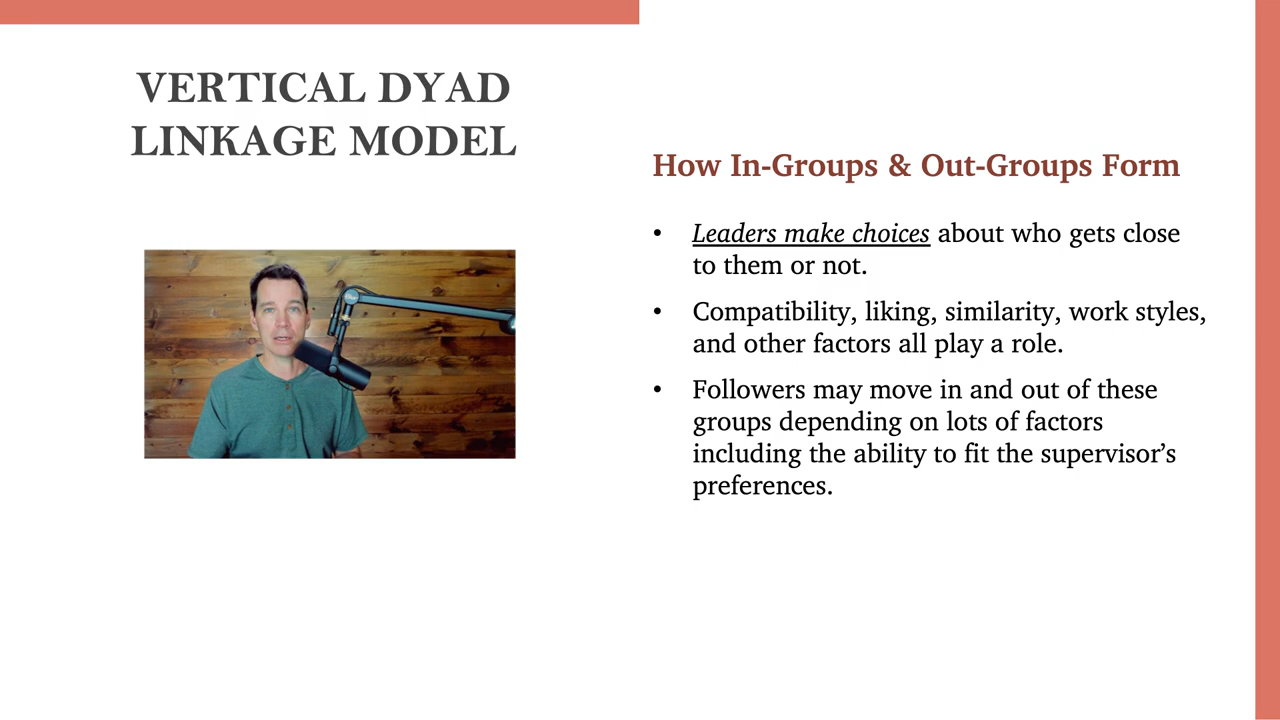 VERTICAL DYAD
LINKAGE MODEL
How In-Groups & Out-Groups Form
• Leaders make choices about who gets close
to them or not.
• Compatibility, liking, similarity, work styles,
and other factors all play a role.
• Followers may move in and out of these
groups depending on lots of factors
including the ability to fit the supervisor’s
preferences.